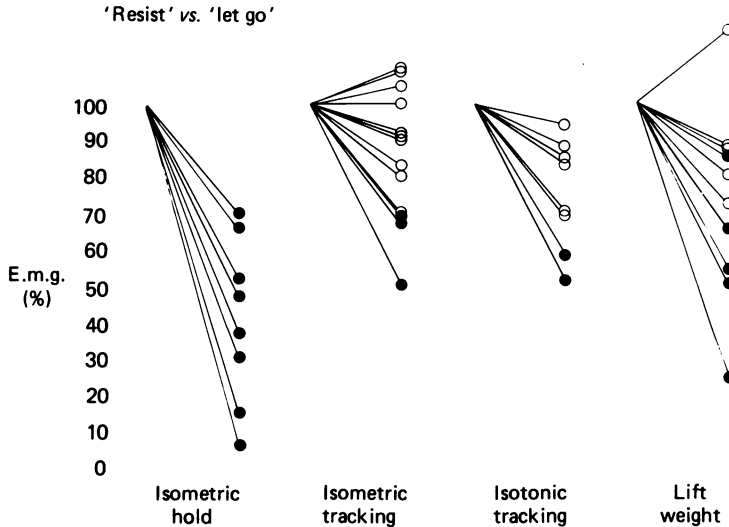 'Resist' vs. 'let go'
100
90
80
70
60
50
40
30
20
10
0
E.m.g.
(%)
Isometric
hold
Isometric
tracking
Isotonic
tracking
Lift
weight